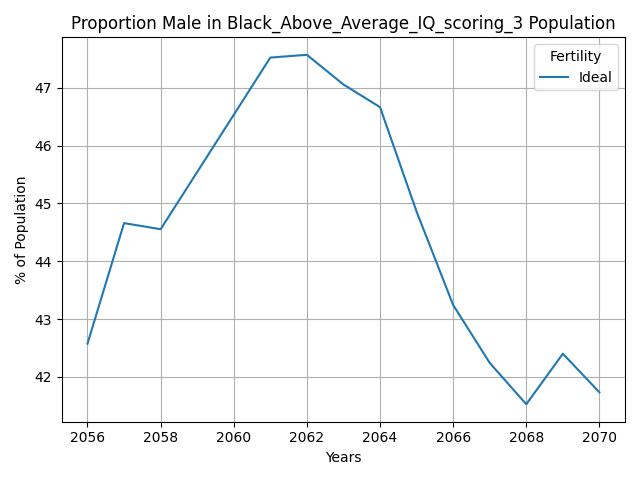 Proportion Male in Black_Above_Average_IQ_scoring_3 Population
Fertility
Ideal
% of Population
47
46
45
44
43
42
2056 2058 2060 2062 2064 2066 2068 2070
Years